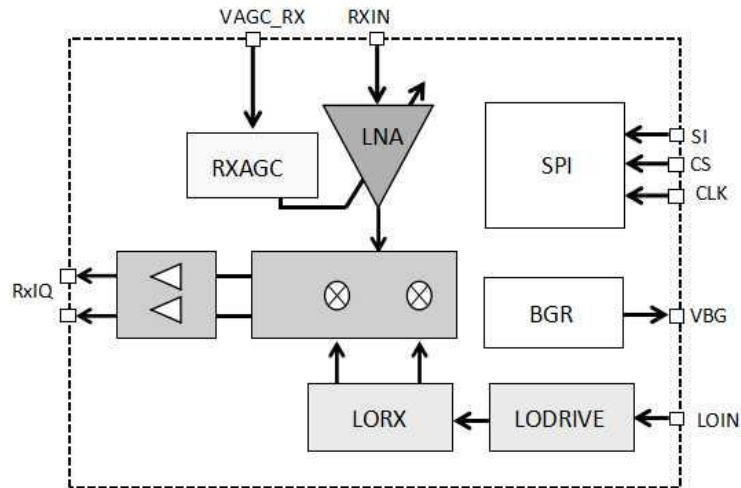 VAGC_RX
RXIN
LNA
RXAGC
SPI
SI
CS
CLK
RxIQ
BGR
VBG
LORX
LODRIVE
LOIN